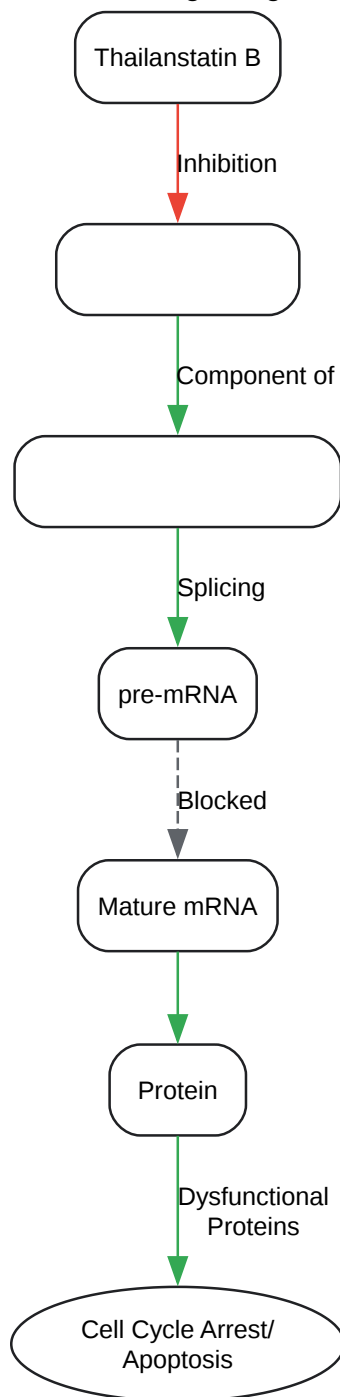 Thailanstatin B
Inhibition
Component of
Splicing
pre-mRNA
Blocked
Mature mRNA
Protein
Dysfunctional
Proteins
Cell Cycle Arrest/
Apoptosis